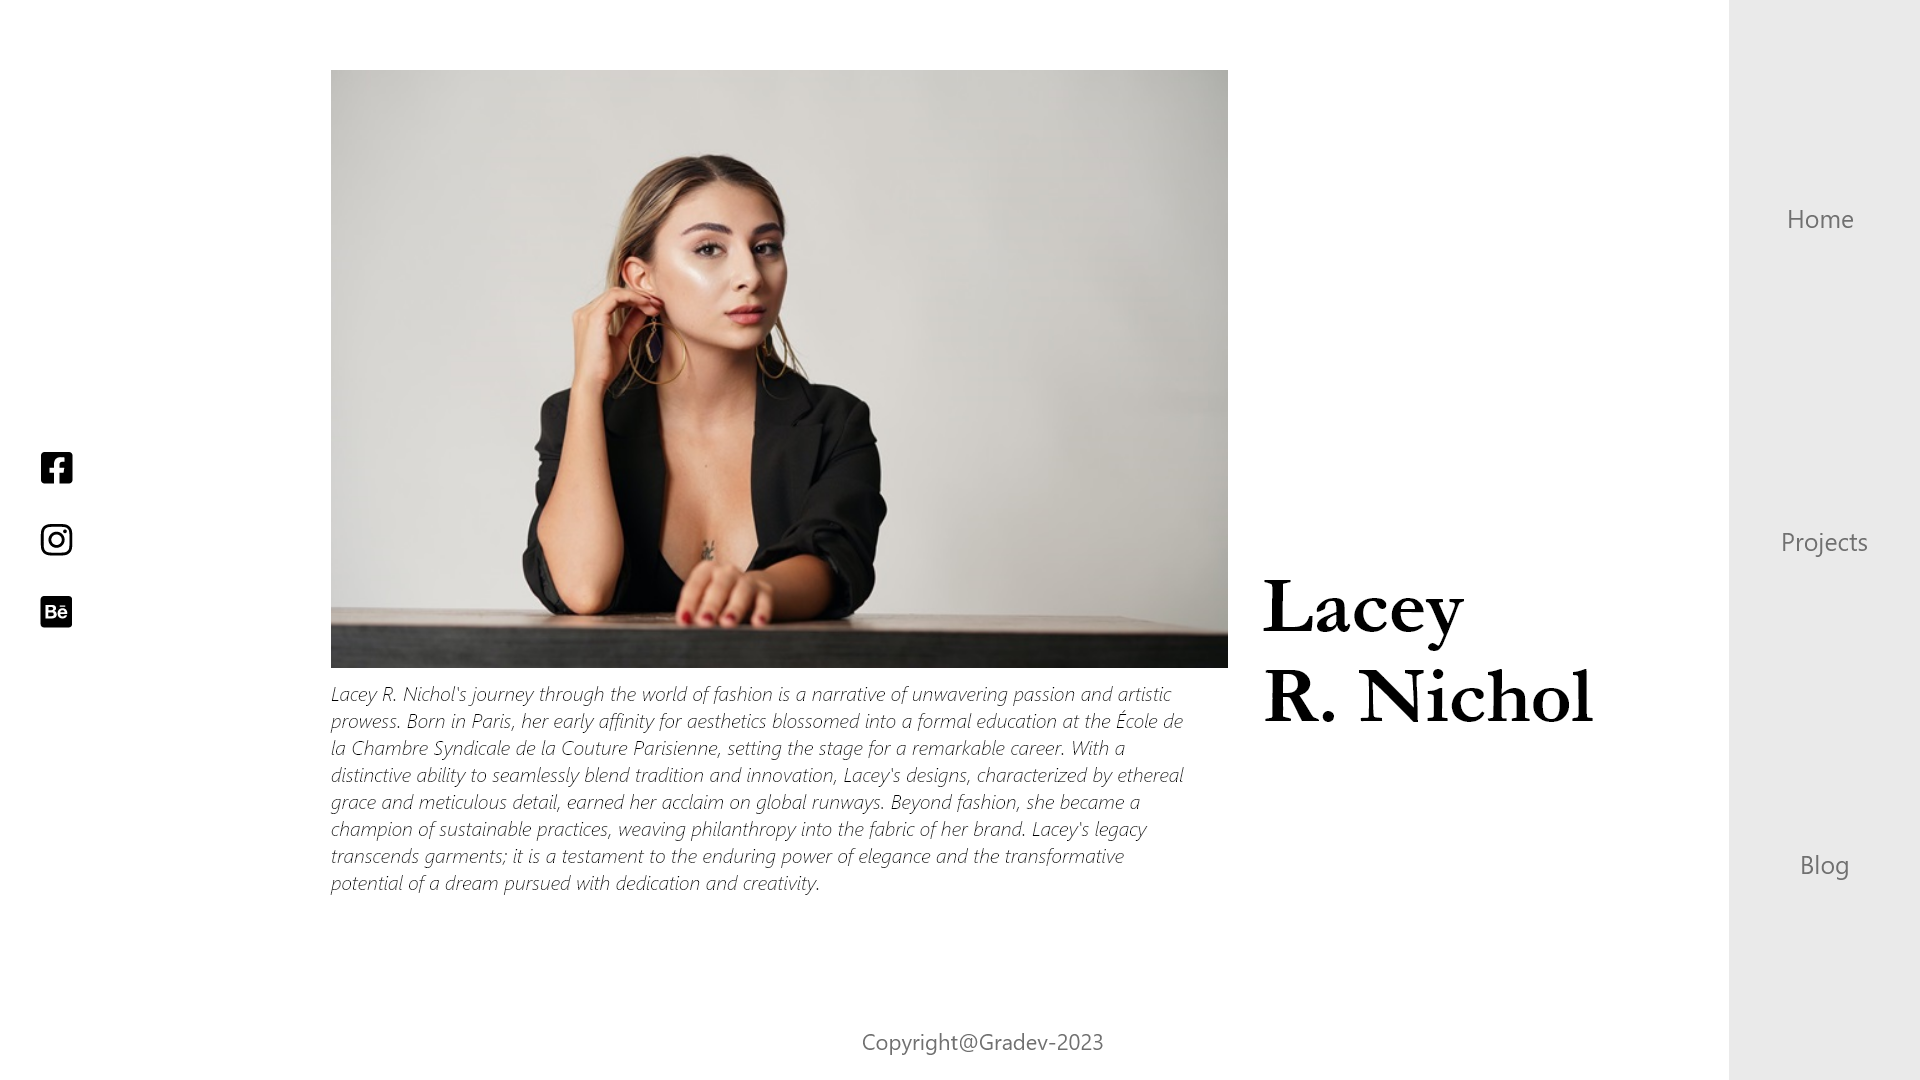 Home
Projects
Blog
Lacey
R. Nichol
Lacey R. Nichol's journey through the world of fashion is a narrative of unwavering passion and artistic
prowess. Born in Paris, her early affinity for aesthetics blossomed into a formal education at the École de
la Chambre Syndicale de la Couture Parisienne, setting the stage for a remarkable career. With a
distinctive ability to seamlessly blend tradition and innovation, Lacey's designs, characterized by ethereal
grace and meticulous detail, earned her acclaim on global runways. Beyond fashion, she became a
champion of sustainable practices, weaving philanthropy into the fabric of her brand. Lacey's legacy
transcends garments; it is a testament to the enduring power of elegance and the transformative
potential of a dream pursued with dedication and creativity.
Bē
Copyright@Gradev-2023